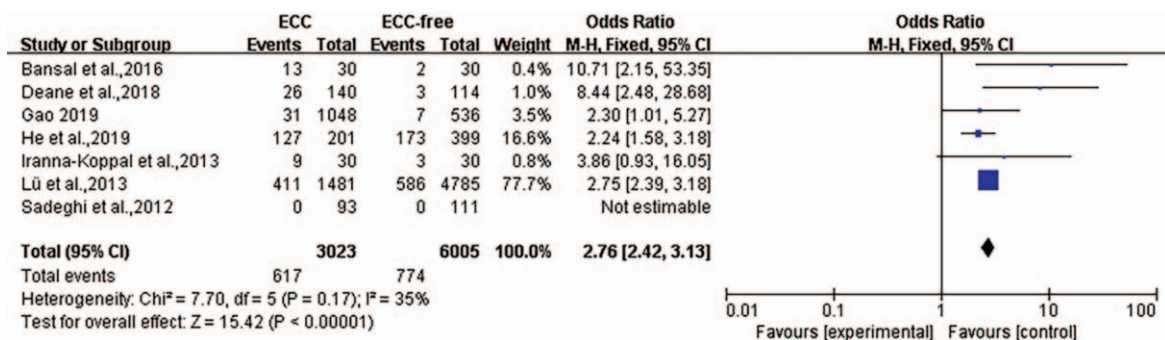 ECC ECC-free Odds Ratio Odds Ratio
Study or Subgroup Events Total Events Total Weight M-H, Fixed, 95% CI M-H, Fixed, 95% CI
Bansal et al.,2016 13 30 2 30 0.4% 10.71 [2.15, 53.35]
Deane et al.,2018 26 140 3 114 1.0% 8.44 [2.48, 28.68]
Gao 2019 31 1048 7 536 3.5% 2.30 [1.01, 5.27]
He et al.,2019 127 201 173 399 16.6% 2.24 [1.58, 3.18]
Iranna-Koppal et al.,2013 9 30 3 30 0.8% 3.86 [0.93, 16.05]
Lü et al.,2013 411 1481 586 4785 77.7% 2.75 [2.39, 3.18]
Sadeghi et al.,2012 0 93 0 111 Not estimable
Total (95% CI) 3023 6005 100.0% 2.76 [2.42, 3.13]
Total events 617 774
Heterogeneity: Chi² = 7.70, df = 5 (P = 0.17); I² = 35%
Test for overall effect: Z = 15.42 (P < 0.00001)
0.01 0.1 1 10 100
Favours [experimental] Favours [control]